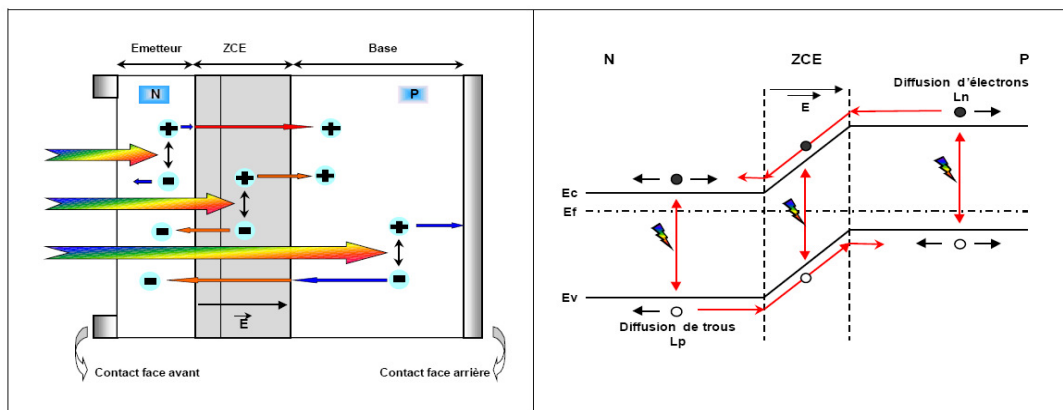 Emetteur ZCE Base
N P
E
Contact face avant
Contact face arrière
N ZCE P
Diffusion d'électrons
Ln
E
Ec
Ef
Ev
Diffusion de trous
Lp